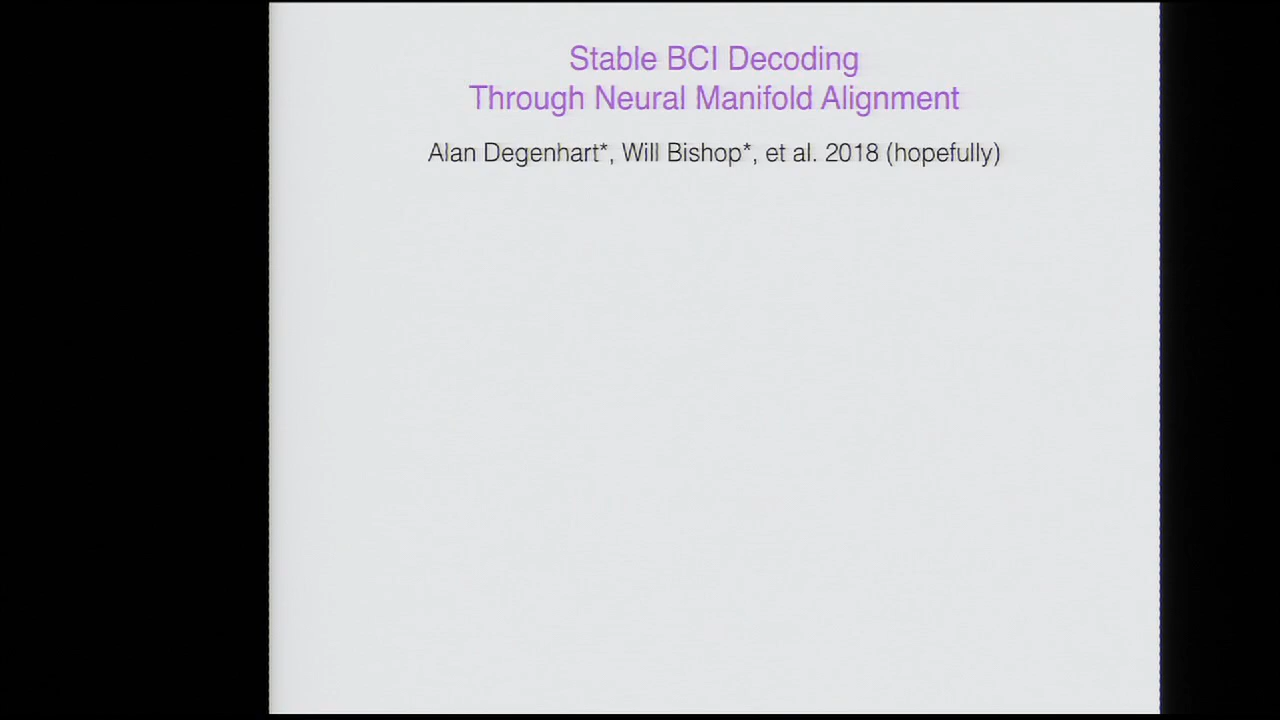 Stable BCI Decoding
Through Neural Manifold Alignment
Alan Degenhart*, Will Bishop*, et al. 2018 (hopefully)